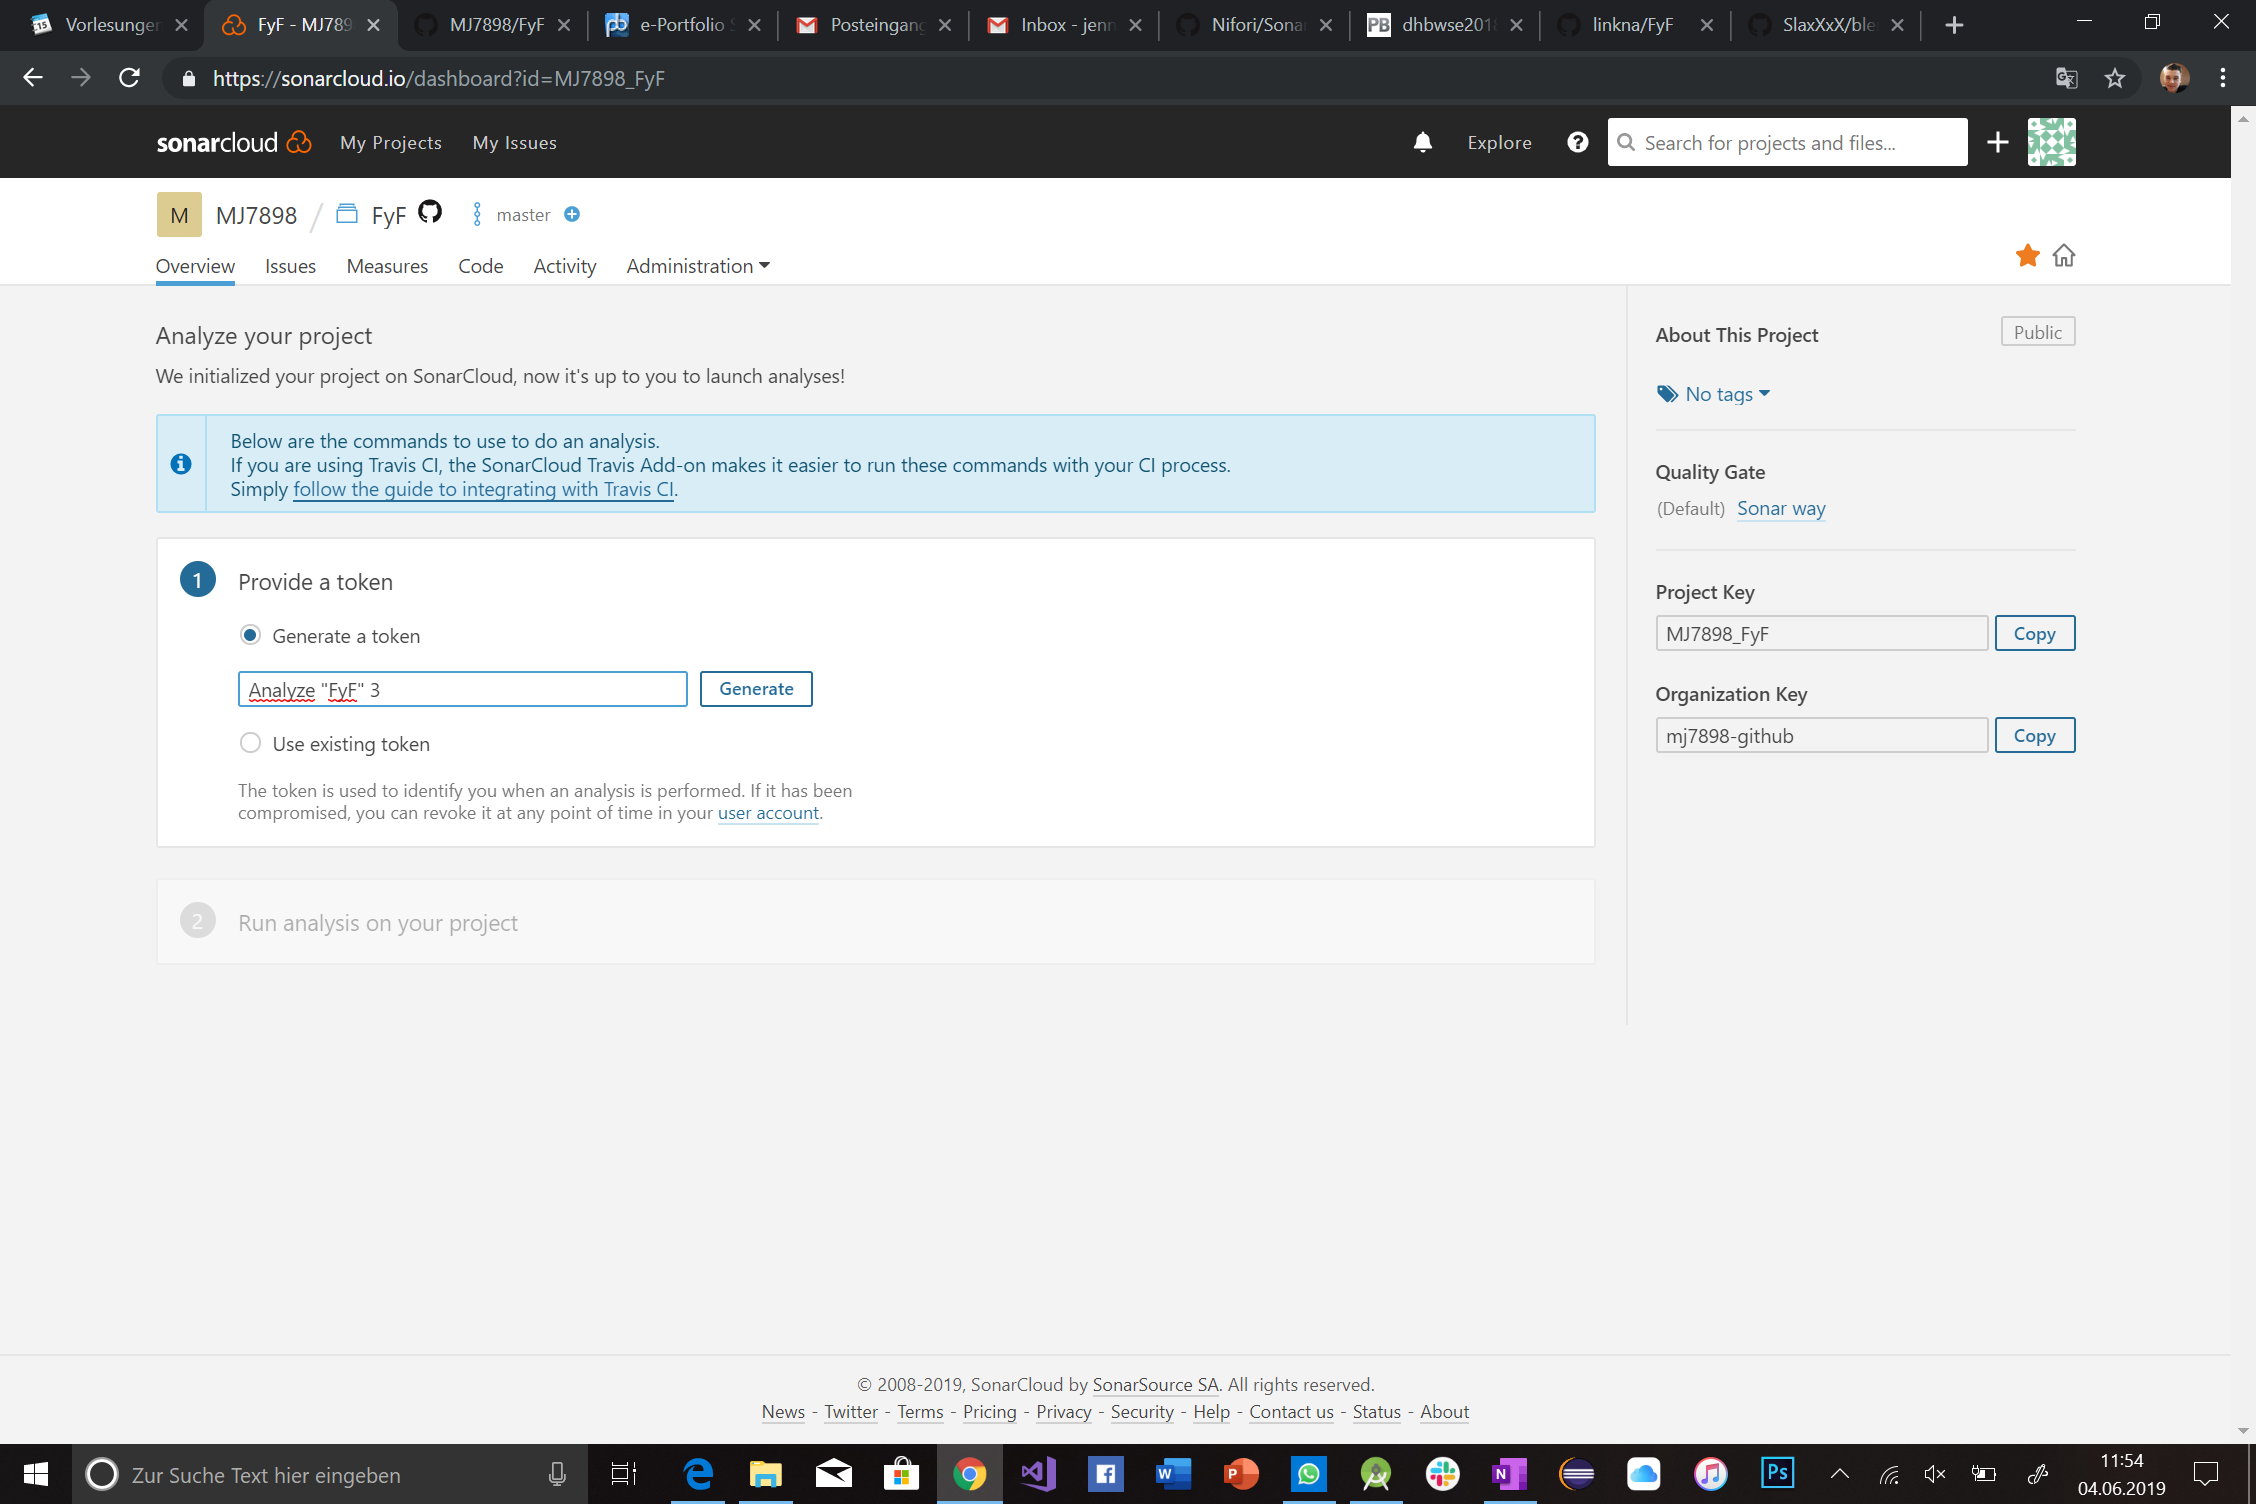 Vorlesungen
FyF - MJ789
MJ7898/FyF
e-Portfolio
Posteingang
Inbox - jenn
Nifori/Sonar
PB dhbwse2018
linkna/FyF
SlaxXxX/ble
https://sonarcloud.io/dashboard?id=MJ7898_FyF
sonarcloud My Projects My Issues Explore Search for projects and files...
M MJ7898 / FyF master
Overview Issues Measures Code Activity Administration
Analyze your project
We initialized your project on SonarCloud, now it's up to you to launch analyses!
Below are the commands to use to do an analysis.
If you are using Travis CI, the SonarCloud Travis Add-on makes it easier to run these commands with your CI process.
Simply follow the guide to integrating with Travis CI.
1 Provide a token
Generate a token
Analyze "FyF" 3 Generate
Use existing token
The token is used to identify you when an analysis is performed. If it has been
compromised, you can revoke it at any point of time in your user account.
2 Run analysis on your project
About This Project Public
No tags
Quality Gate
(Default) Sonar way
Project Key
MJ7898_FyF Copy
Organization Key
mj7898-github Copy
© 2008-2019, SonarCloud by SonarSource SA. All rights reserved.
News - Twitter - Terms - Pricing - Privacy - Security - Help - Contact us - Status - About
Zur Suche Text hier eingeben
11:54
04.06.2019